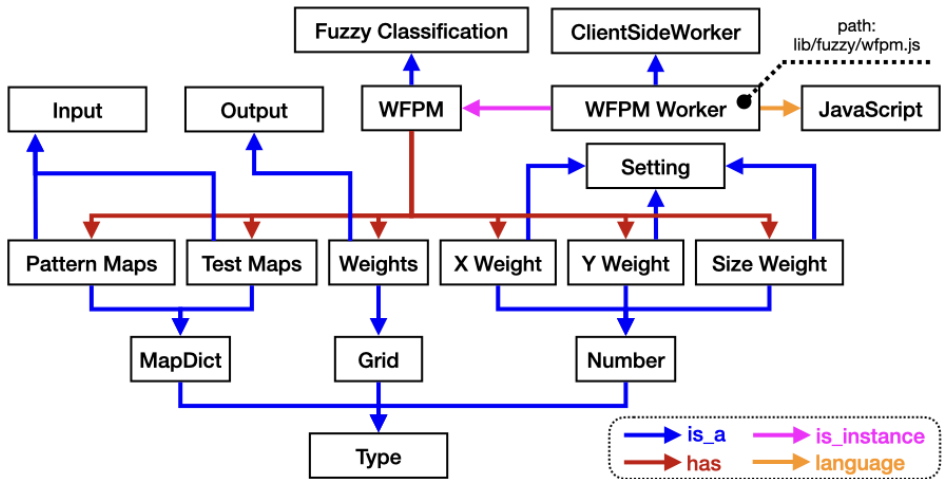 Fuzzy Classification
ClientSideWorker
path:
lib/fuzzy/wfpm.js
Input
Output
WFPM
WFPM Worker
JavaScript
Setting
Pattern Maps
Test Maps
Weights
X Weight
Y Weight
Size Weight
MapDict
Grid
Number
Type
is_a
is_instance
has
language